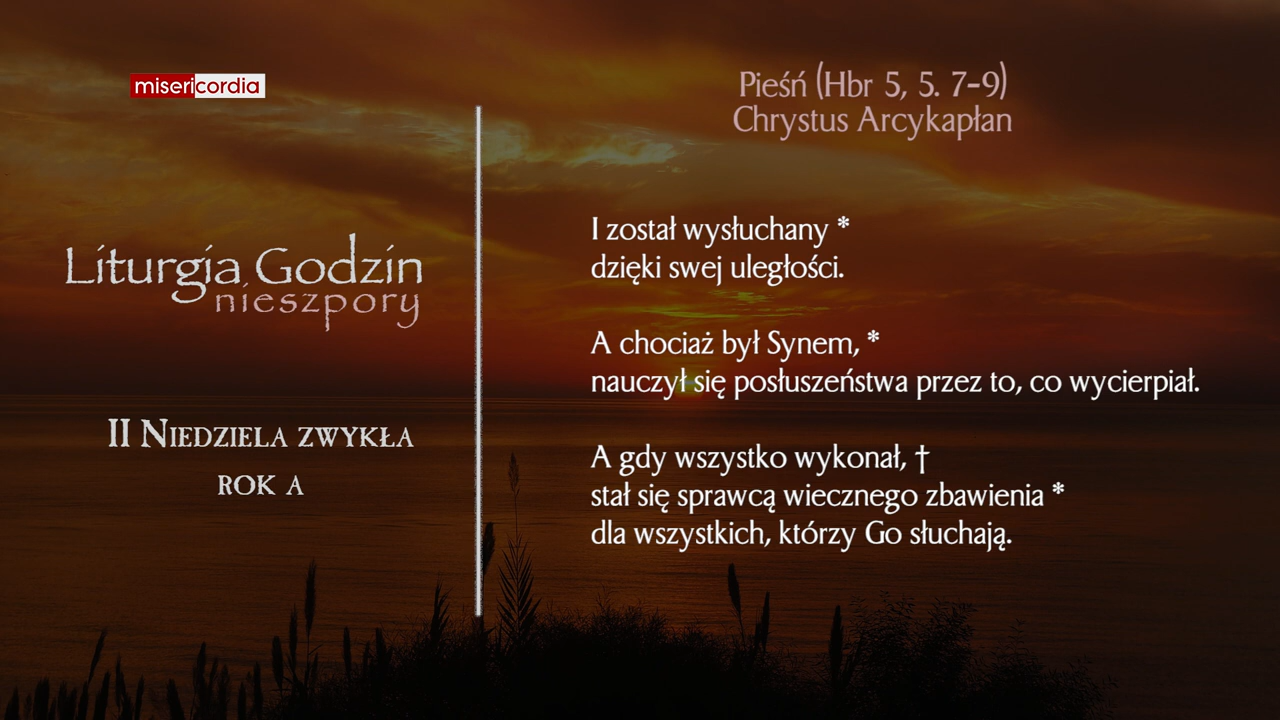 misericordia
Liturgia Godzin
nieszpory
II Niedziela zwykła
rok A
Pieśń (Hbr 5, 5. 7-9)
Chrystus Arcykapłan
I został wysłuchany *
dzięki swej uległości.
A chociaż był Synem, *
nauczył się posłuszeństwa przez to, co wycierpiał.
A gdy wszystko wykonał, †
stał się sprawcą wiecznego zbawienia *
dla wszystkich, którzy Go słuchają.